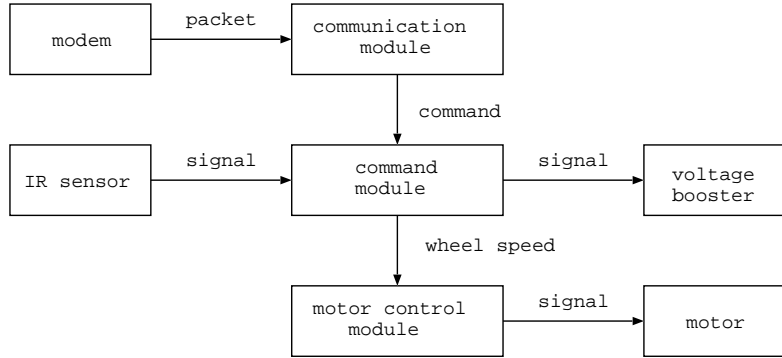 packet
modem
communication
module
command
signal
IR sensor
command
module
signal
voltage
booster
wheel speed
motor control
module
signal
motor